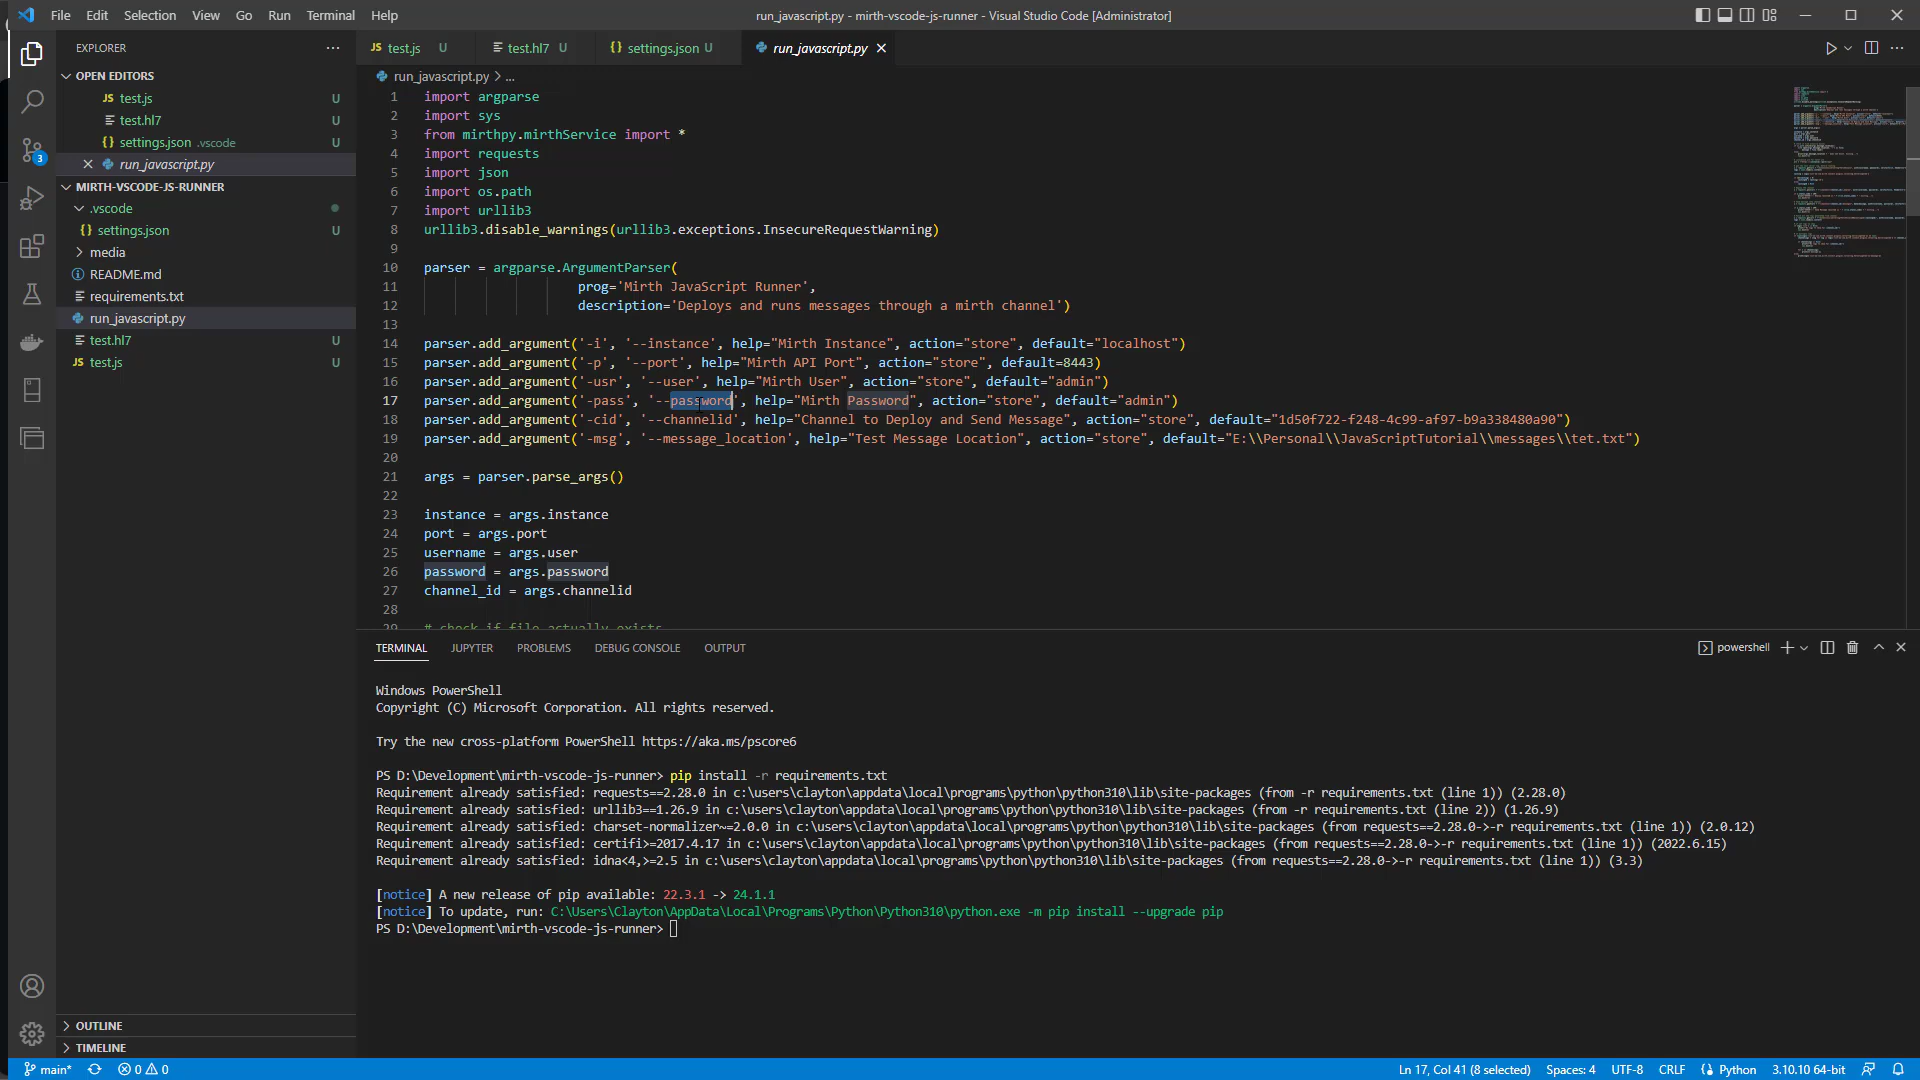 File Edit Selection View Go Run Terminal Help
run_javascript.py - mirth-vscode-js-runner - Visual Studio Code [Administrator]
EXPLORER
OPEN EDITORS
JS test.js U
test.hl7 U
{} settings.json .vscode U
run_javascript.py
MIRTH-VSCODE-JS-RUNNER
.vscode
{} settings.json U
media
README.md
requirements.txt
run_javascript.py
test.hl7 U
JS test.js U
OUTLINE
TIMELINE
3
JS test.js U
test.hl7 U
{} settings.json U
run_javascript.py
run_javascript.py > ...
1 import argparse
2 import sys
3 from mirthpy.mirthService import *
4 import requests
5 import json
6 import os.path
7 import urllib3
8 urllib3.disable_warnings(urllib3.exceptions.InsecureRequestWarning)
9
10 parser = argparse.ArgumentParser(
11 prog='Mirth JavaScript Runner',
12 description='Deploys and runs messages through a mirth channel')
13
14 parser.add_argument('-i', '--instance', help="Mirth Instance", action="store", default="localhost")
15 parser.add_argument('-p', '--port', help="Mirth API Port", action="store", default=8443)
16 parser.add_argument('-usr', '--user', help="Mirth User", action="store", default="admin")
17 parser.add_argument('-pass', '--password', help="Mirth Password", action="store", default="admin")
18 parser.add_argument('-cid', '--channelid', help="Channel to Deploy and Send Message", action="store", default="1d50f722-f248-4c99-af97-b9a338480a90")
19 parser.add_argument('-msg', '--message_location', help="Test Message Location", action="store", default="E:\\Personal\\JavaScriptTutorial\\messages\\tet.txt")
20
21 args = parser.parse_args()
22
23 instance = args.instance
24 port = args.port
25 username = args.user
26 password = args.password
27 channel_id = args.channelid
28
29 # check if file actually exists
TERMINAL JUPYTER PROBLEMS DEBUG CONSOLE OUTPUT
powershell
Windows PowerShell
Copyright (C) Microsoft Corporation. All rights reserved.
Try the new cross-platform PowerShell https://aka.ms/pscore6
PS D:\Development\mirth-vscode-js-runner> pip install -r requirements.txt
Requirement already satisfied: requests==2.28.0 in c:\users\clayton\appdata\local\programs\python\python310\lib\site-packages (from -r requirements.txt (line 1)) (2.28.0)
Requirement already satisfied: urllib3==1.26.9 in c:\users\clayton\appdata\local\programs\python\python310\lib\site-packages (from -r requirements.txt (line 2)) (1.26.9)
Requirement already satisfied: charset-normalizer~=2.0.0 in c:\users\clayton\appdata\local\programs\python\python310\lib\site-packages (from requests==2.28.0->-r requirements.txt (line 1)) (2.0.12)
Requirement already satisfied: certifi>=2017.4.17 in c:\users\clayton\appdata\local\programs\python\python310\lib\site-packages (from requests==2.28.0->-r requirements.txt (line 1)) (2022.6.15)
Requirement already satisfied: idna<4,>=2.5 in c:\users\clayton\appdata\local\programs\python\python310\lib\site-packages (from requests==2.28.0->-r requirements.txt (line 1)) (3.3)
[notice] A new release of pip available: 22.3.1 -> 24.1.1
[notice] To update, run: C:\Users\Clayton\AppData\Local\Programs\Python\Python310\python.exe -m pip install --upgrade pip
PS D:\Development\mirth-vscode-js-runner>
main* 0 0
Ln 17, Col 41 (8 selected) Spaces: 4 UTF-8 CRLF Python 3.10.10 64-bit